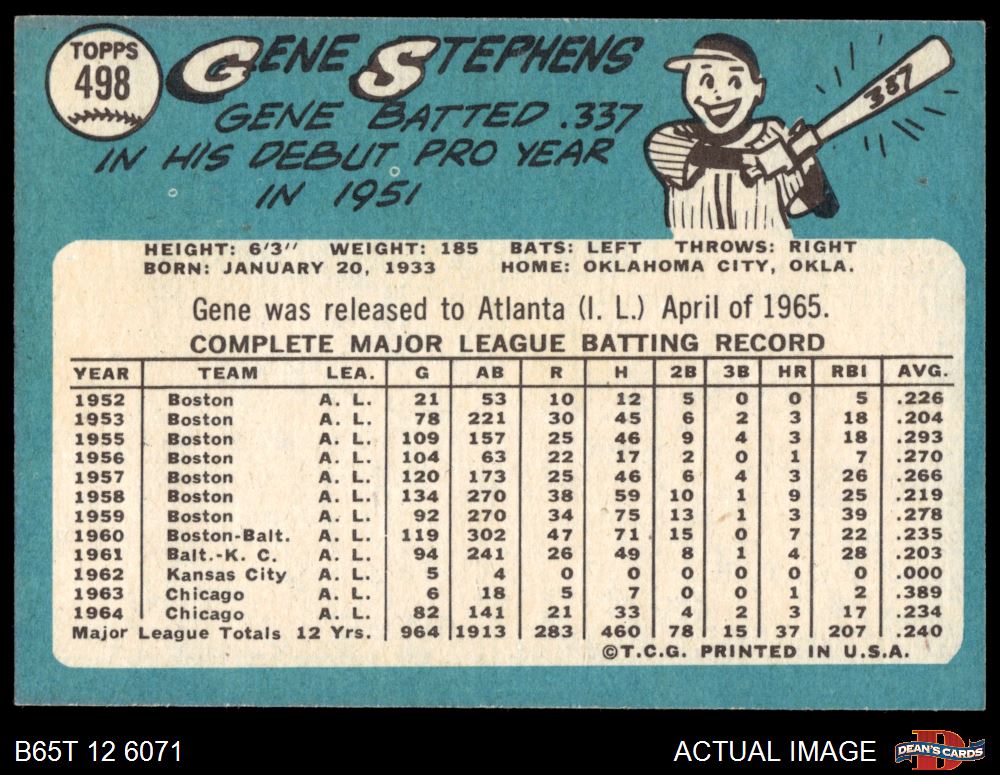 TOPPS
498
GENE STEPHENS
GENE BATTED .337
IN HIS DEBUT PRO YEAR
IN 1951
337
HEIGHT: 6'3" WEIGHT: 185 BATS: LEFT THROWS: RIGHT
BORN: JANUARY 20, 1933 HOME: OKLAHOMA CITY, OKLA.
Gene was released to Atlanta (I. L.) April of 1965.
COMPLETE MAJOR LEAGUE BATTING RECORD
YEAR TEAM LEA. G AB R H 2B 3B HR RBI AVG.
1952 Boston A. L. 21 53 10 12 5 0 0 5 .226
1953 Boston A. L. 78 221 30 45 6 2 3 18 .204
1955 Boston A. L. 109 157 25 46 9 4 3 18 .293
1956 Boston A. L. 104 63 22 17 2 0 1 7 .270
1957 Boston A. L. 120 173 25 46 6 4 3 26 .266
1958 Boston A. L. 134 270 38 59 10 1 9 25 .219
1959 Boston A. L. 92 270 34 75 13 1 3 39 .278
1960 Boston-Balt. A. L. 119 302 47 71 15 0 7 22 .235
1961 Balt.-K. C. A. L. 94 241 26 49 8 1 4 28 .203
1962 Kansas City A. L. 5 4 0 0 0 0 0 0 .000
1963 Chicago A. L. 6 18 5 7 0 0 1 2 .389
1964 Chicago A. L. 82 141 21 33 4 2 3 17 .234
Major League Totals 12 Yrs. 964 1913 283 460 78 15 37 207 .240
©T.C.G. PRINTED IN U.S.A.
B65T 12 6071 ACTUAL IMAGE DEAN'S CARDS